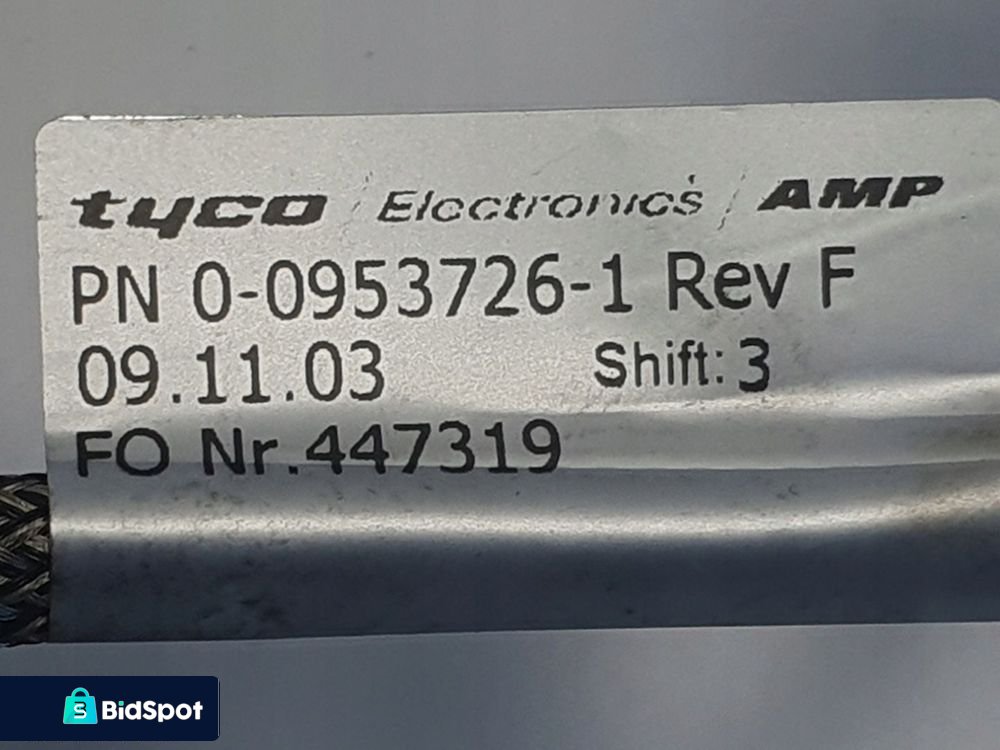 tyco / Electronics / AMP
PN 0-0953726-1 Rev F
09.11.03 Shift: 3
FO Nr.447319
BidSpot